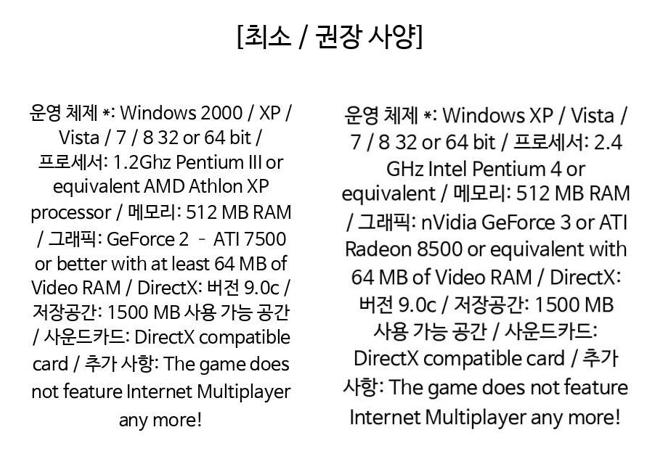 [최소 / 권장 사양]
운영 체제 *: Windows 2000 / XP /
Vista / 7 / 8 32 or 64 bit /
프로세서: 1.2Ghz Pentium III or
equivalent AMD Athlon XP
processor / 메모리: 512 MB RAM
/ 그래픽: GeForce 2 – ATI 7500
or better with at least 64 MB of
Video RAM / DirectX: 버전 9.0c /
저장공간: 1500 MB 사용 가능 공간
/ 사운드카드: DirectX compatible
card / 추가 사항: The game does
not feature Internet Multiplayer
any more!
운영 체제 *: Windows XP / Vista /
7 / 8 32 or 64 bit / 프로세서: 2.4
GHz Intel Pentium 4 or
equivalent / 메모리: 512 MB RAM
/ 그래픽: nVidia GeForce 3 or ATI
Radeon 8500 or equivalent with
64 MB of Video RAM / DirectX:
버전 9.0c / 저장공간: 1500 MB
사용 가능 공간 / 사운드카드:
DirectX compatible card / 추가
사항: The game does not feature
Internet Multiplayer any more!